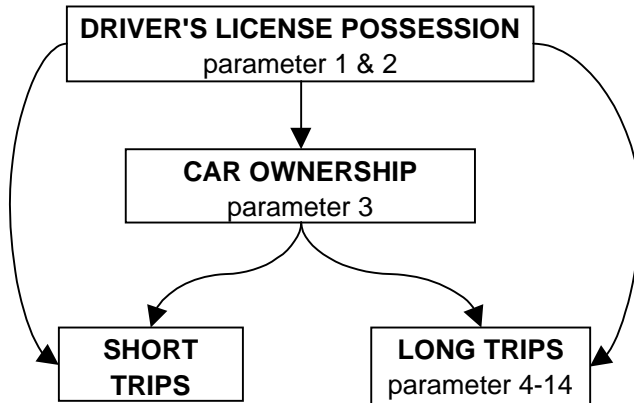 DRIVER'S LICENSE POSSESSION
parameter 1 & 2
CAR OWNERSHIP
parameter 3
SHORT
TRIPS
LONG TRIPS
parameter 4-14